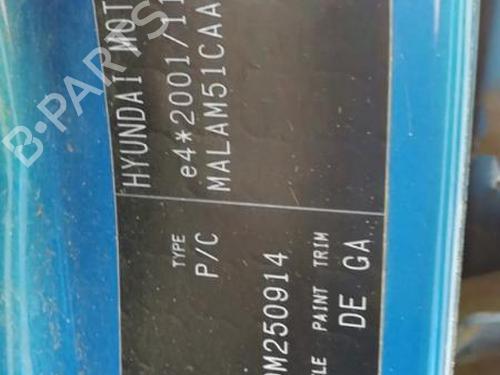 HYUNDAI MOT
e4*2001/11
MALAM51CAA
TYPE
P/C
M250914
PAINT TRIM
DE GA
B-PARTS